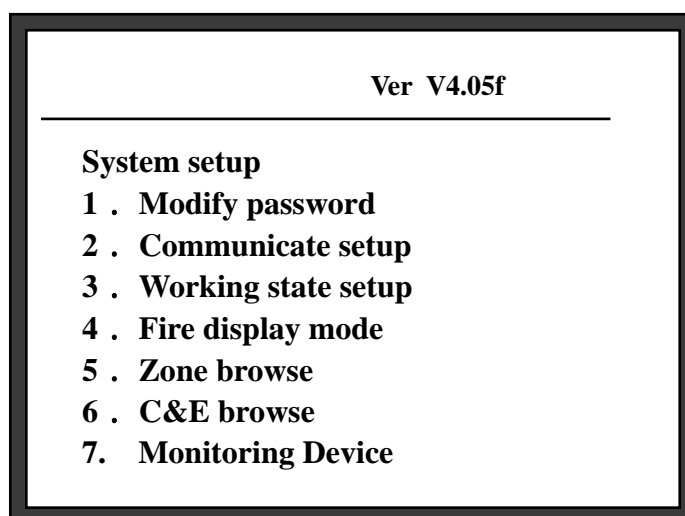 Ver V4.05f
System setup
1 . Modify password
2 . Communicate setup
3 . Working state setup
4 . Fire display mode
5 . Zone browse
6 . C&E browse
7. Monitoring Device